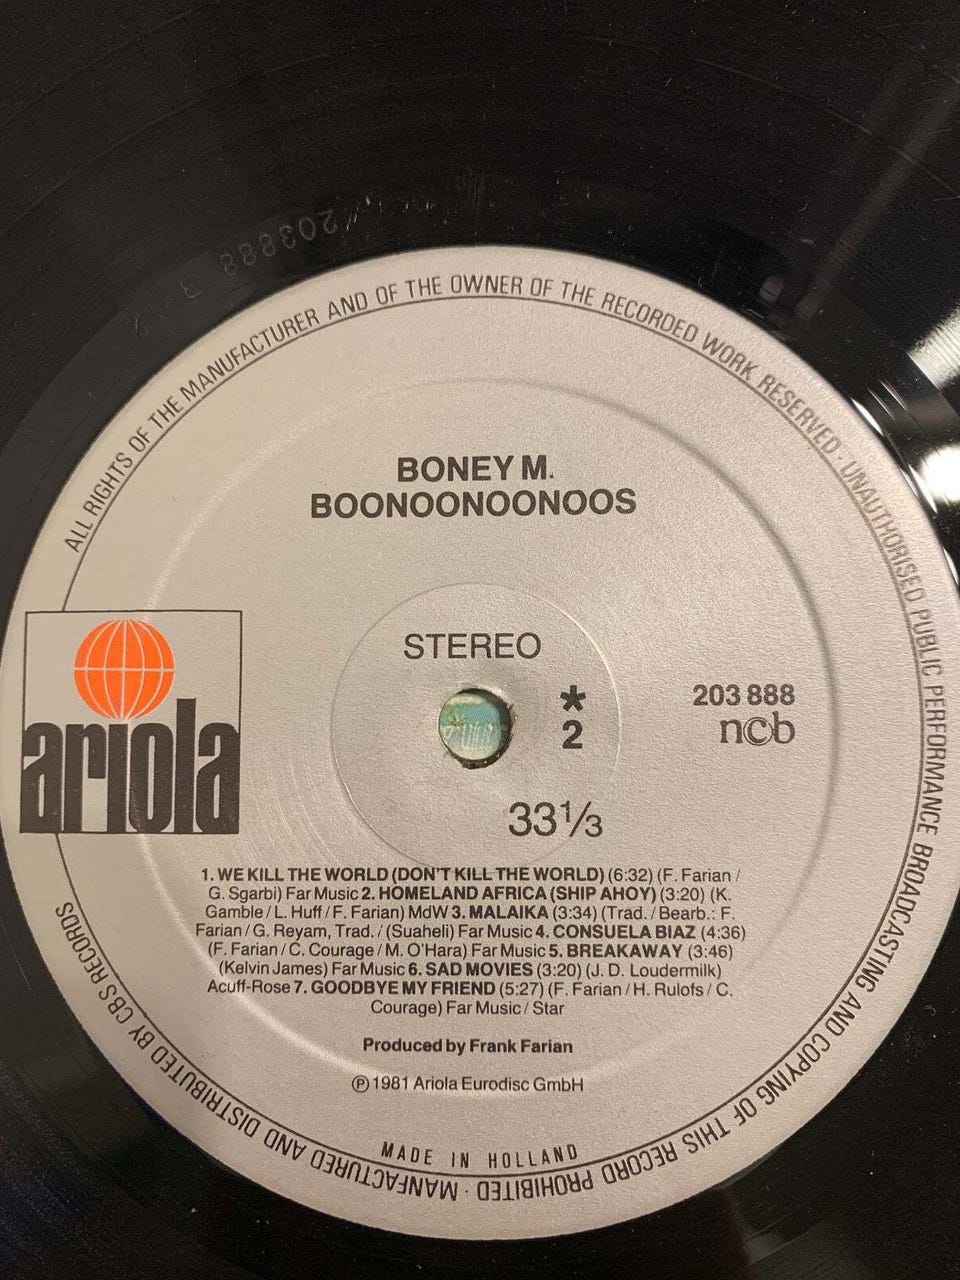 203888
ALL RIGHTS OF THE MANUFACTURER AND OF THE OWNER OF THE RECORDED WORK RESERVED · UNAUTHORISED PUBLIC PERFORMANCE BROADCASTING AND COPYING OF THIS RECORD PROHIBITED · MANFACTURED AND DISTRIBUTED BY CBS RECORDS
BONEY M.
BOONOONOONOOS
STEREO
ariola
*
2
203 888
ncb
33⅓
1. WE KILL THE WORLD (DON'T KILL THE WORLD) (6:32) (F. Farian /
G. Sgarbi) Far Music 2. HOMELAND AFRICA (SHIP AHOY) (3:20) (K.
Gamble / L. Huff / F. Farian) MdW 3. MALAIKA (3:34) (Trad. / Bearb.: F.
Farian / G. Reyam, Trad. / (Suaheli) Far Music 4. CONSUELA BIAZ (4:36)
(F. Farian / C. Courage / M. O'Hara) Far Music 5. BREAKAWAY (3:46)
(Kelvin James) Far Music 6. SAD MOVIES (3:20) (J. D. Loudermilk)
Acuff-Rose 7. GOODBYE MY FRIEND (5:27) (F. Farian / H. Rulofs / C.
Courage) Far Music / Star
Produced by Frank Farian
℗ 1981 Ariola Eurodisc GmbH
MADE IN HOLLAND